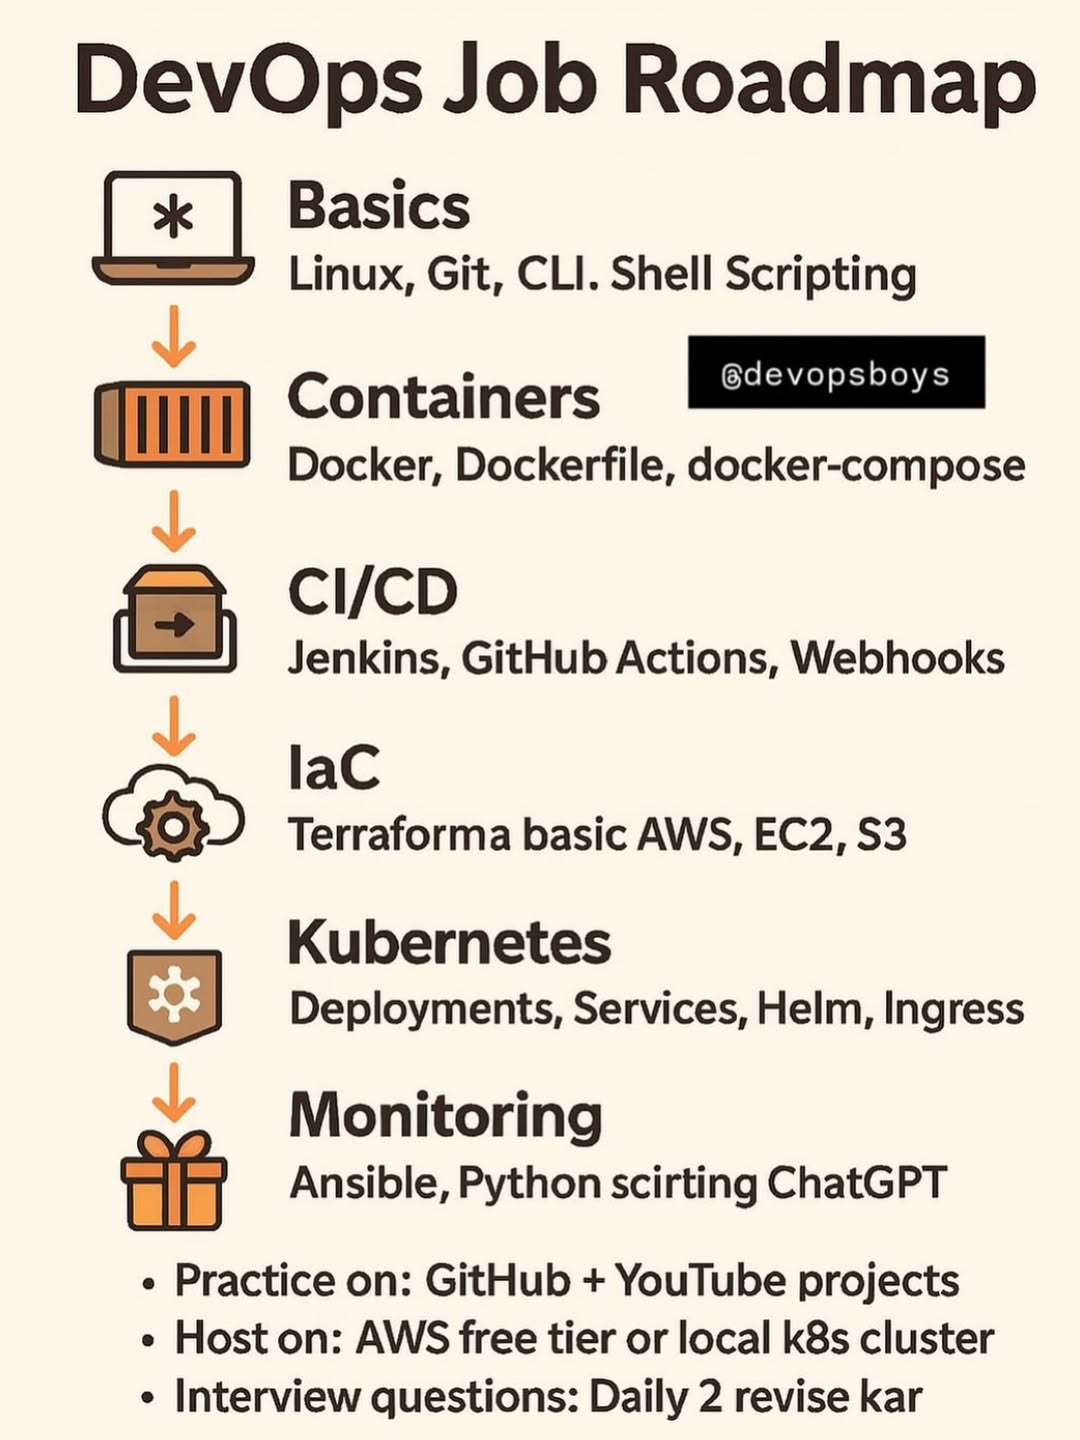 DevOps Job Roadmap
Basics
Linux, Git, CLI. Shell Scripting
@devopsboys
Containers
Docker, Dockerfile, docker-compose
CI/CD
Jenkins, GitHub Actions, Webhooks
IaC
Terraforma basic AWS, EC2, S3
Kubernetes
Deployments, Services, Helm, Ingress
Monitoring
Ansible, Python scirting ChatGPT
• Practice on: GitHub + YouTube projects
• Host on: AWS free tier or local k8s cluster
• Interview questions: Daily 2 revise kar